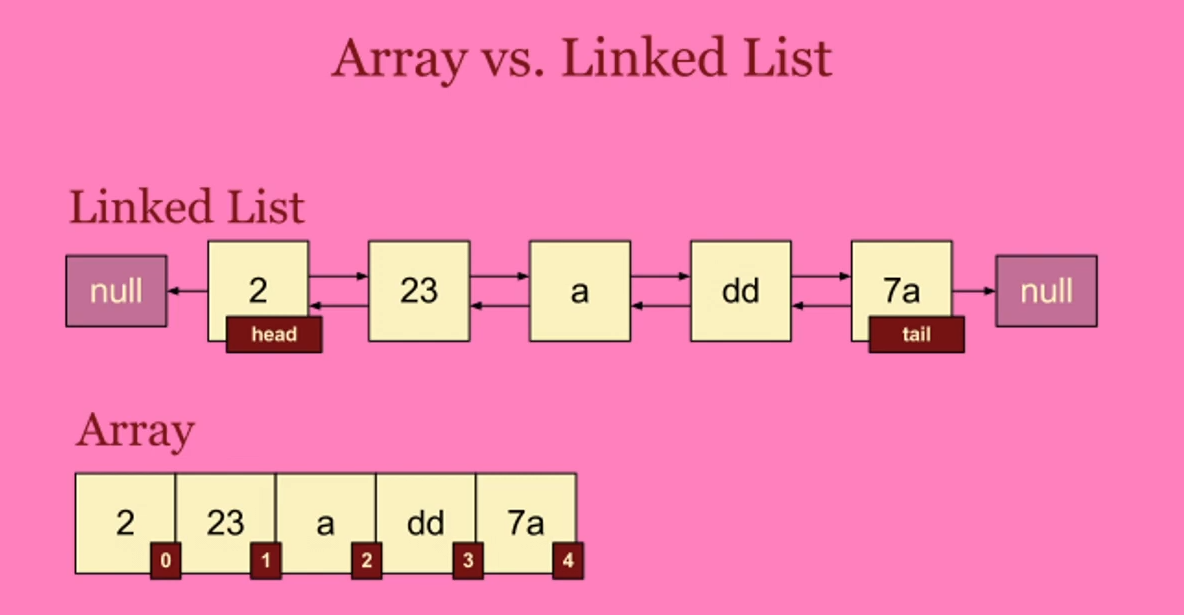 Array vs. Linked List
Linked List
null 2 23 a dd 7a null
head tail
Array
2 23 a dd 7a
0 1 2 3 4